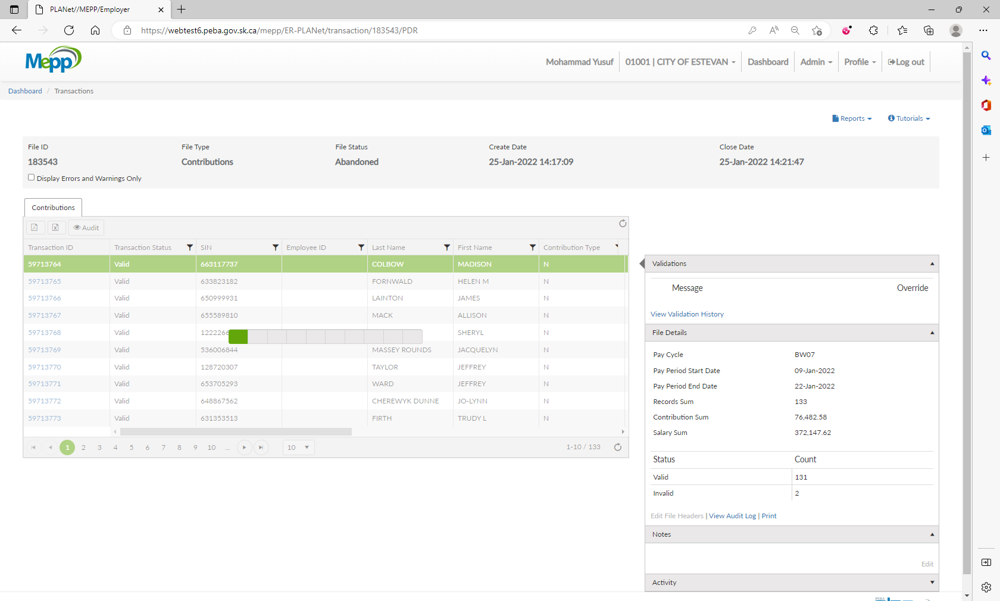 PLANet//MEPP/Employer
https://webtest6.peba.gov.sk.ca/mepp/ER-PLANet/transaction/183543/PDR
Mepp
Mohammad Yusuf
01001 | CITY OF ESTEVAN
Dashboard
Admin
Profile
Log out
Dashboard / Transactions
Reports
Tutorials
File ID File Type File Status Create Date Close Date
183543 Contributions Abandoned 25-Jan-2022 14:17:09 25-Jan-2022 14:21:47
Display Errors and Warnings Only
Contributions
Audit
Transaction ID Transaction Status SIN Employee ID Last Name First Name Contribution Type
59713764 Valid 663117737 COLBOW MADISON N
59713765 Valid 633823182 FORNWALD HELEN M N
59713766 Valid 650999931 LAINTON JAMES N
59713767 Valid 655589810 MACK ALLISON N
59713768 Valid 1222266 SHERYL N
59713769 Valid 536006844 MASSEY ROUNDS JACQUELYN N
59713770 Valid 128720307 TAYLOR JEFFREY N
59713771 Valid 653705293 WARD JEFFREY N
59713772 Valid 648867562 CHEREWYK DUNNE JO-LYNN N
59713773 Valid 631353513 FIRTH TRUDY L N
1 2 3 4 5 6 7 8 9 10 ... 10 1-10 / 133
Validations
Message Override
View Validation History
File Details
Pay Cycle BW07
Pay Period Start Date 09-Jan-2022
Pay Period End Date 22-Jan-2022
Records Sum 133
Contribution Sum 76,482.58
Salary Sum 372,147.62
Status Count
Valid 131
Invalid 2
Edit File Headers | View Audit Log | Print
Notes
Edit
Activity
PEBA